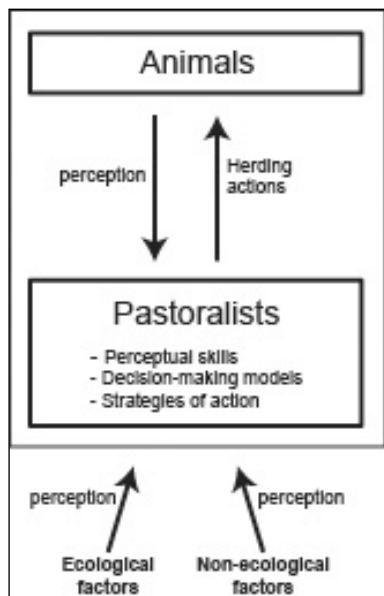 Animals
perception
Herding
actions
Pastoralists
- Perceptual skills
- Decision-making models
- Strategies of action
perception
perception
Ecological
factors
Non-ecological
factors